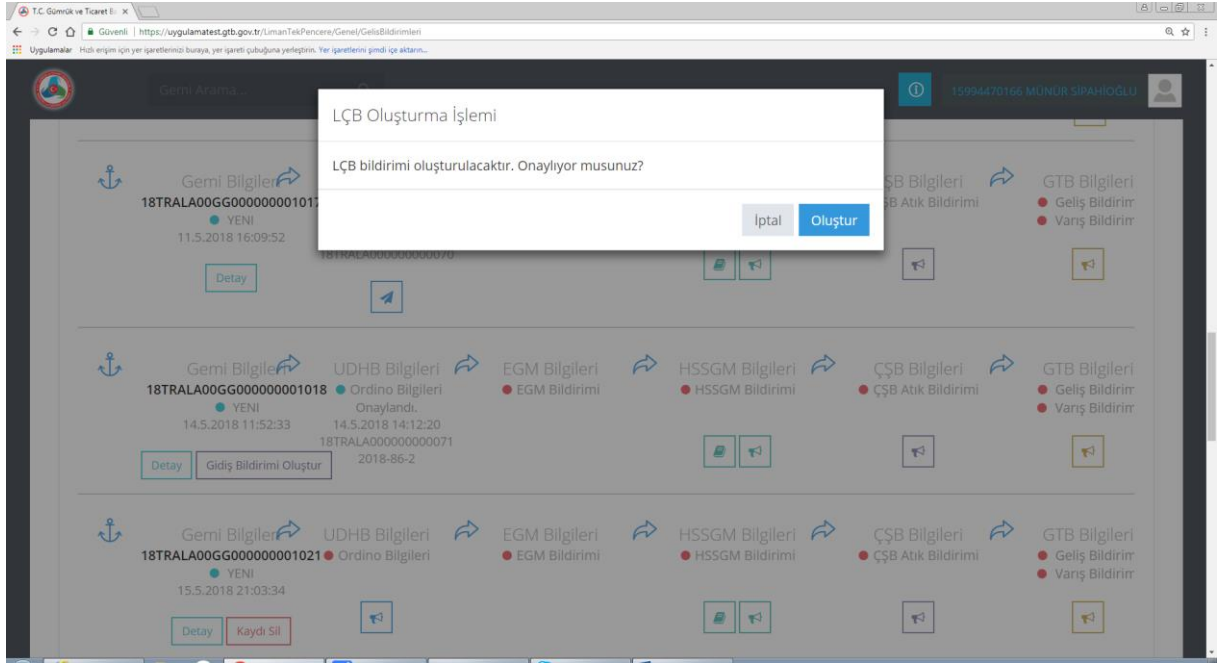 T.C. Gümrük ve Ticaret B
Güvenli | https://uygulamatest.gtb.gov.tr/LimanTekPencere/Genel/GelisBildirimleri
Uygulamalar Hızlı erişim için yer işaretlerinizi buraya, yer işareti çubuğuna yerleştirin. Yer işaretlerini şimdi içe aktarın...
Gemi Arama...
15994470166 MÜNÜR SİPAHİOĞLU
LÇB Oluşturma İşlemi
LÇB bildirimi oluşturulacaktır. Onaylıyor musunuz?
İptal Oluştur
Gemi Bilgiler ŞB Bilgileri GTB Bilgileri
18TRALA00GG000000001017 ŞB Atık Bildirimi Geliş Bildirim
YENI Varış Bildirim
11.5.2018 16:09:52
18TRALA000000000070
Detay
Gemi Bilgiler UDHB Bilgileri EGM Bilgileri HSSGM Bilgileri ÇŞB Bilgileri GTB Bilgileri
18TRALA00GG000000001018 Ordino Bilgileri EGM Bildirimi HSSGM Bildirimi ÇŞB Atık Bildirimi Geliş Bildirim
YENI Onaylandı. Varış Bildirim
14.5.2018 11:52:33 14.5.2018 14:12:20
18TRALA000000000071
Detay Gidiş Bildirimi Oluştur 2018-86-2
Gemi Bilgiler UDHB Bilgileri EGM Bilgileri HSSGM Bilgileri ÇŞB Bilgileri GTB Bilgileri
18TRALA00GG000000001021 Ordino Bilgileri EGM Bildirimi HSSGM Bildirimi ÇŞB Atık Bildirimi Geliş Bildirim
YENI Varış Bildirim
15.5.2018 21:03:34
Detay Kaydı Sil